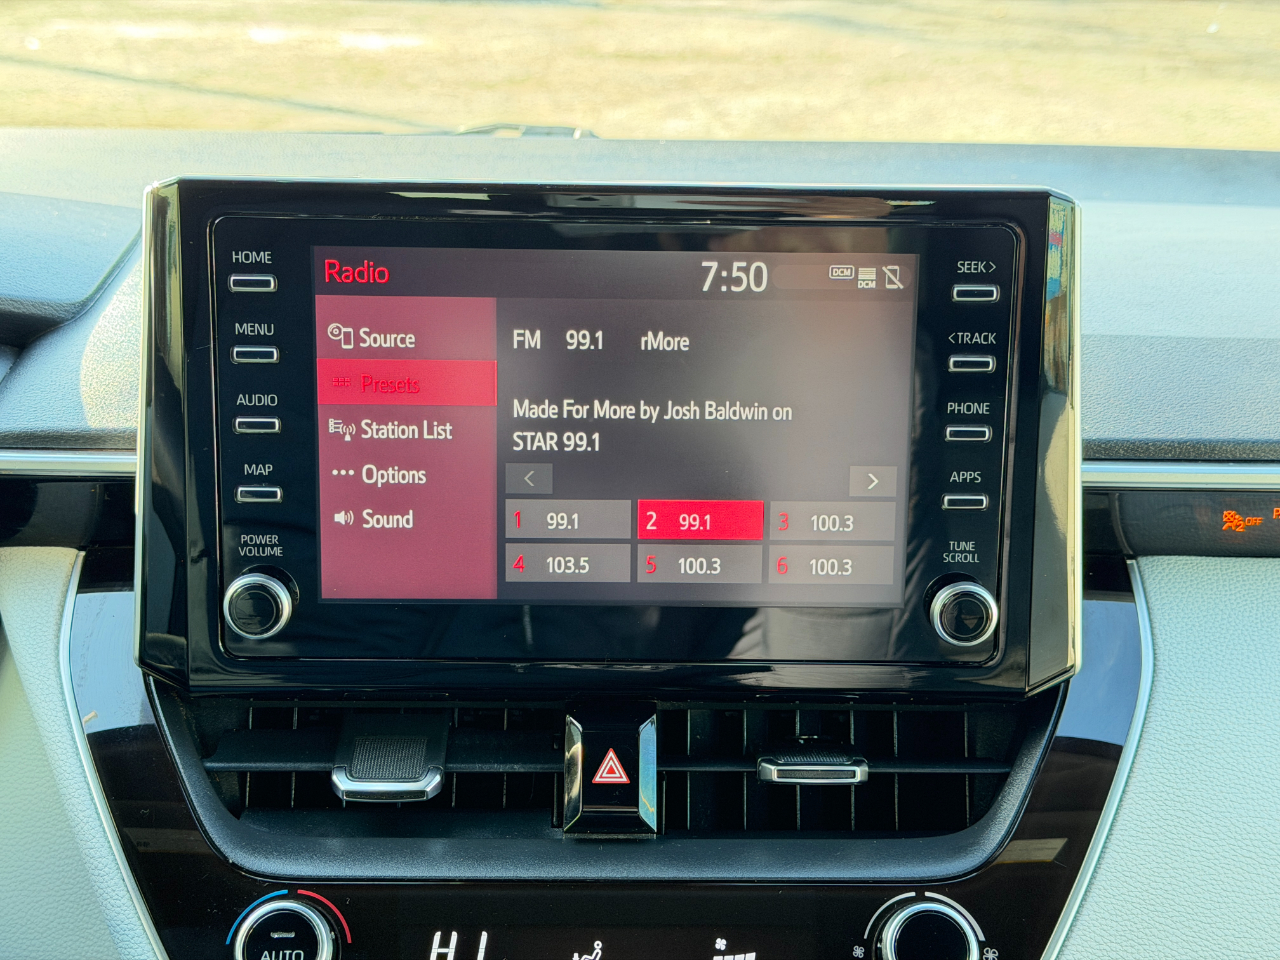 HOME
MENU
AUDIO
MAP
POWER
VOLUME
Radio
7:50
DCM
DCM
Source
Presets
Station List
Options
Sound
FM 99.1 rMore
Made For More by Josh Baldwin on
STAR 99.1
<
>
1 99.1
2 99.1
3 100.3
4 103.5
5 100.3
6 100.3
SEEK >
< TRACK
PHONE
APPS
TUNE
SCROLL
OFF
AUTO
H I